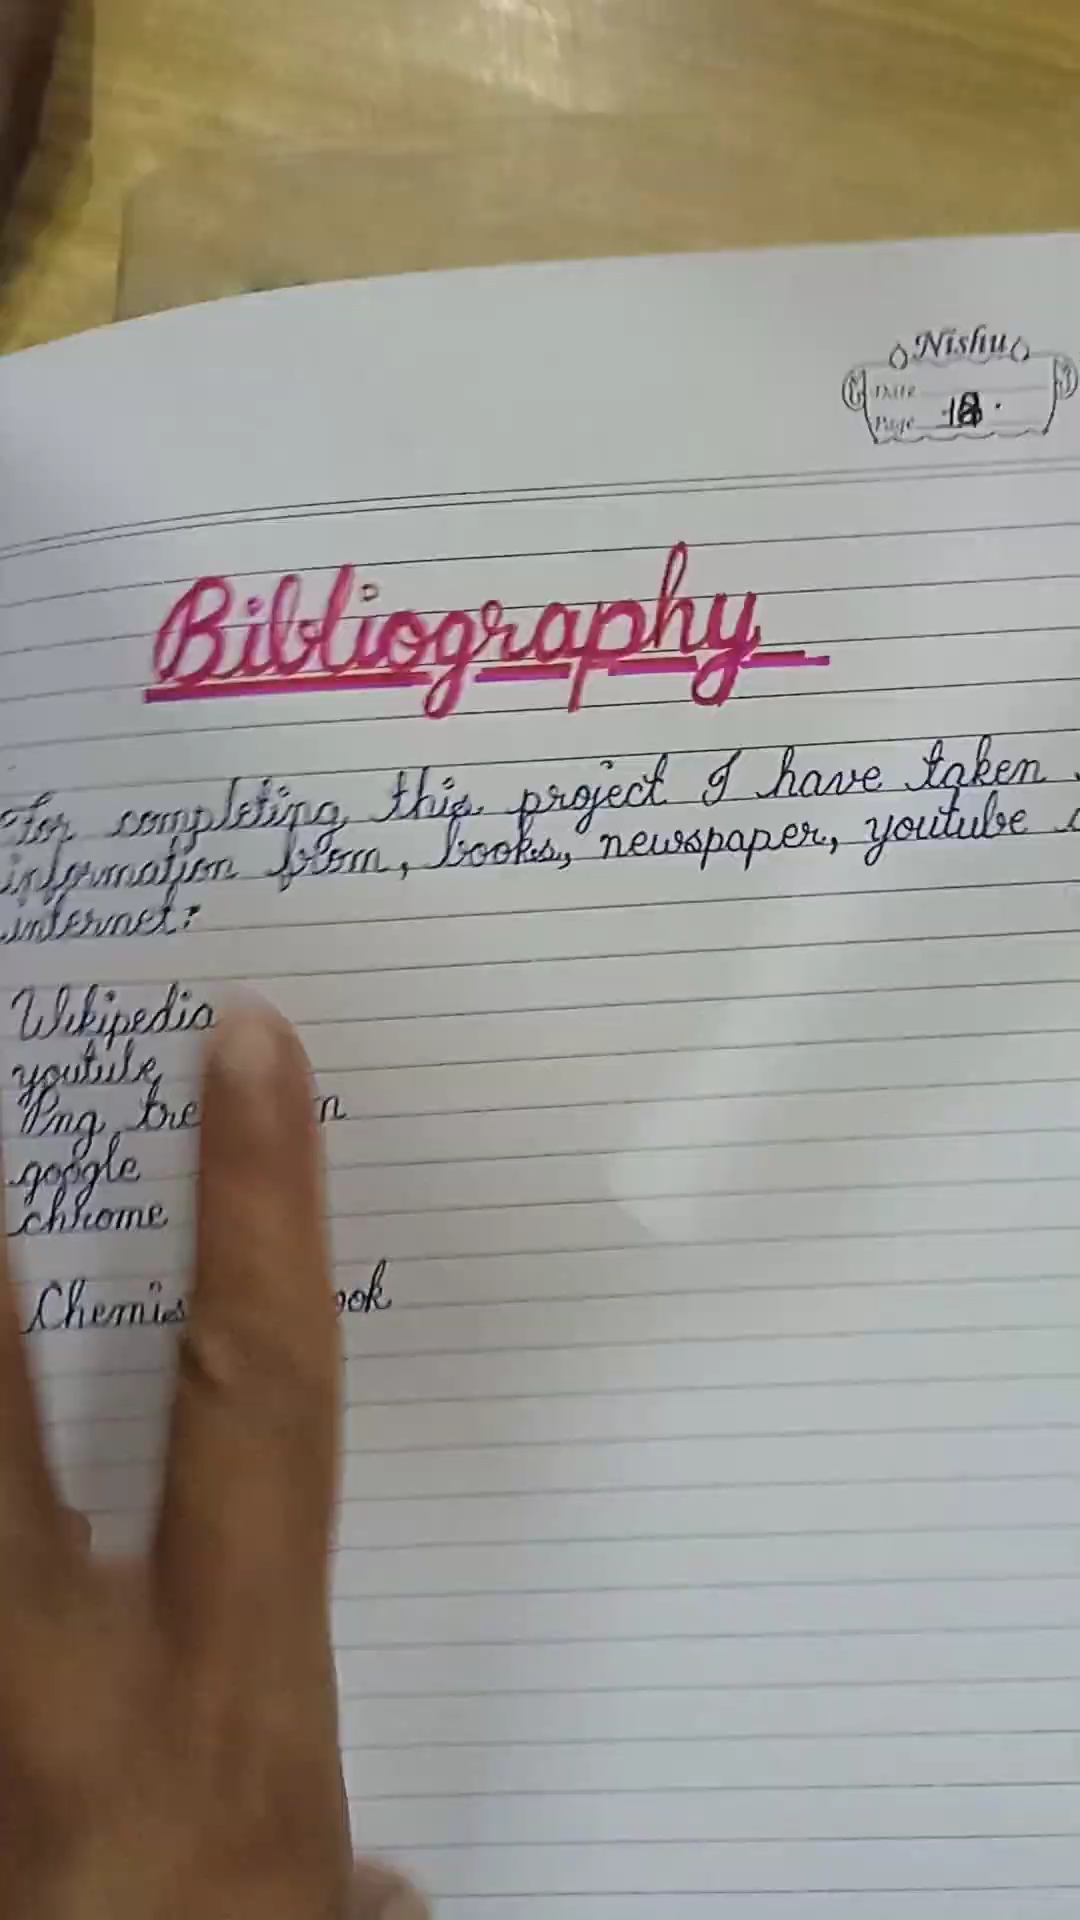 Nishu
Date
Page 18
Bibliography
For completing this project I have taken
information from, books, newspaper, youtube
internet:
Wikipedia
youtube
Png
google
chrome